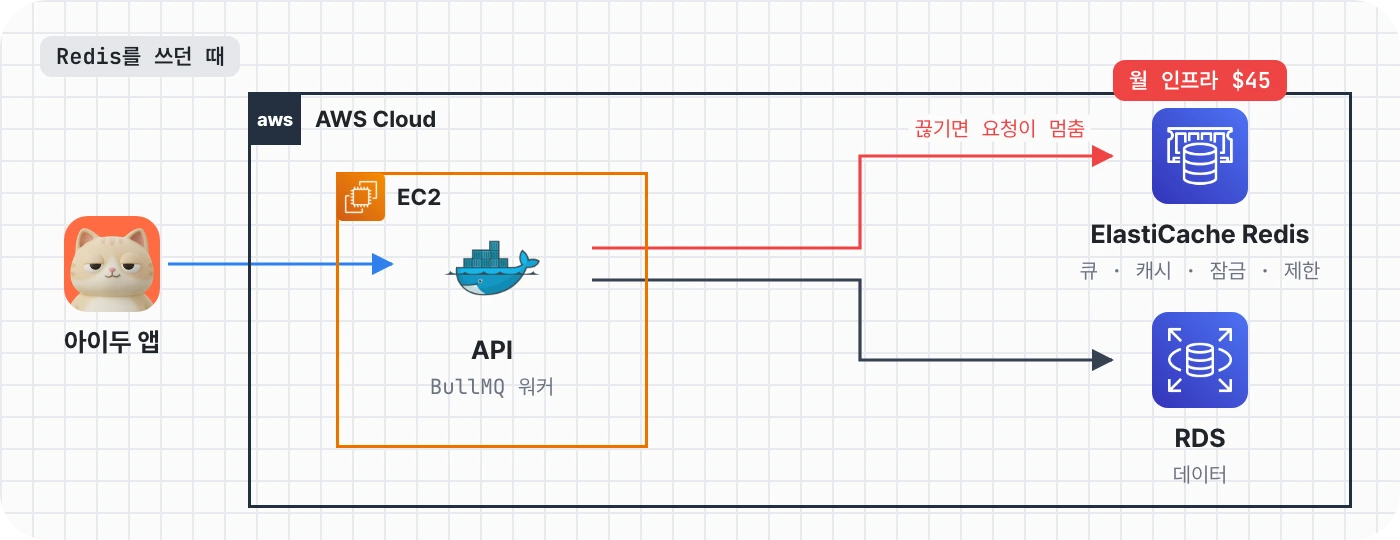 Redis를 쓰던 때
월 인프라 $45
aws
AWS Cloud
끊기면 요청이 멈춤
EC2
ElastiCache Redis
큐 · 캐시 · 잠금 · 제한
아이두 앱
API
BullMQ 워커
RDS
데이터